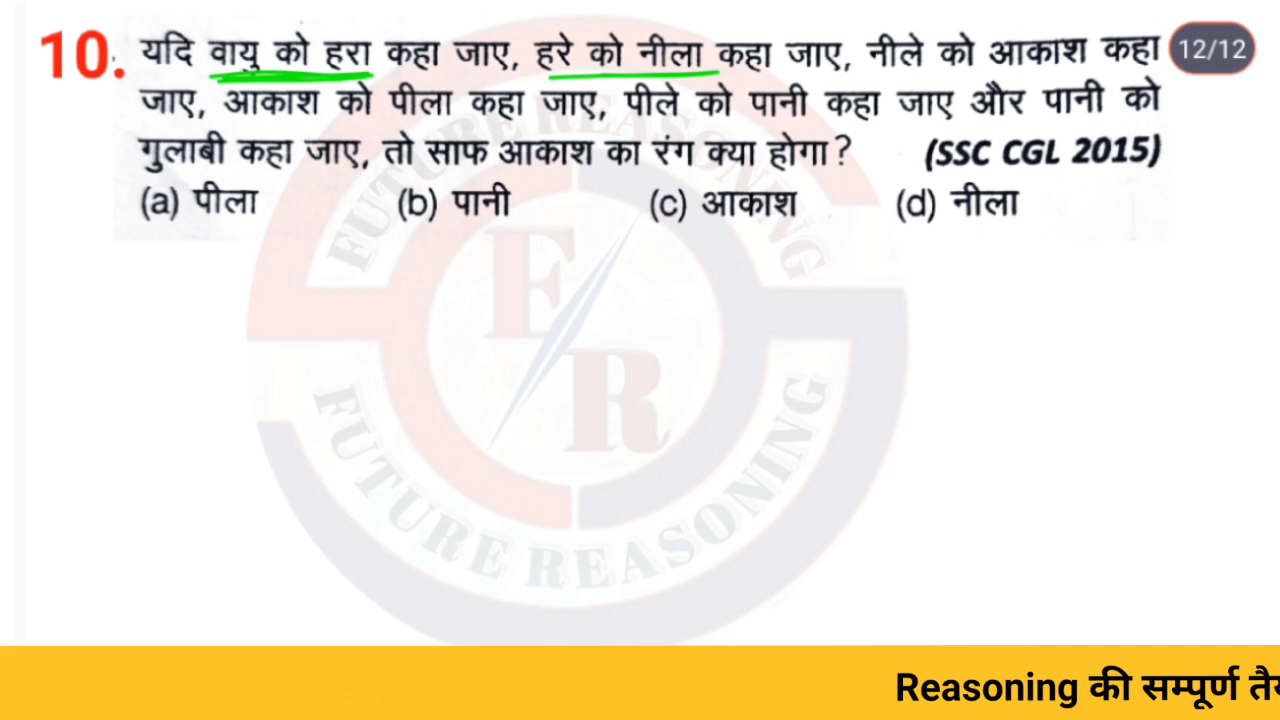 10. यदि वायु को हरा कहा जाए, हरे को नीला कहा जाए, नीले को आकाश कहा 12/12
जाए, आकाश को पीला कहा जाए, पीले को पानी कहा जाए और पानी को
गुलाबी कहा जाए, तो साफ आकाश का रंग क्या होगा? (SSC CGL 2015)
(a) पीला (b) पानी (c) आकाश (d) नीला
FUTURE REASONING
F
R
FUTURE REASONING
Reasoning की सम्पूर्ण